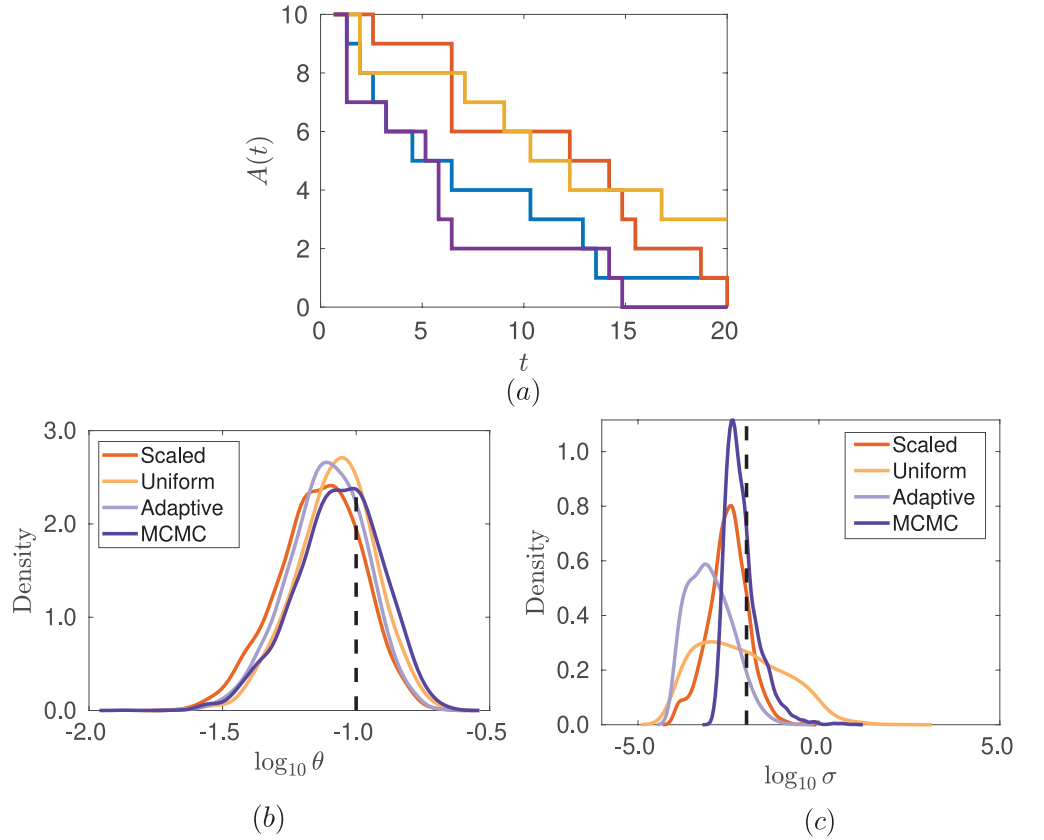 10
8
6
4
2
0
A(t)
0 5 10 15 20
t
(a)
3.0
2.0
1.0
0.0
Density
Scaled
Uniform
Adaptive
MCMC
-2.0 -1.5 -1.0 -0.5
log₁₀ θ
(b)
1.0
0.8
0.6
0.4
0.2
0.0
Density
Scaled
Uniform
Adaptive
MCMC
-5.0 0.0 5.0
log₁₀ σ
(c)